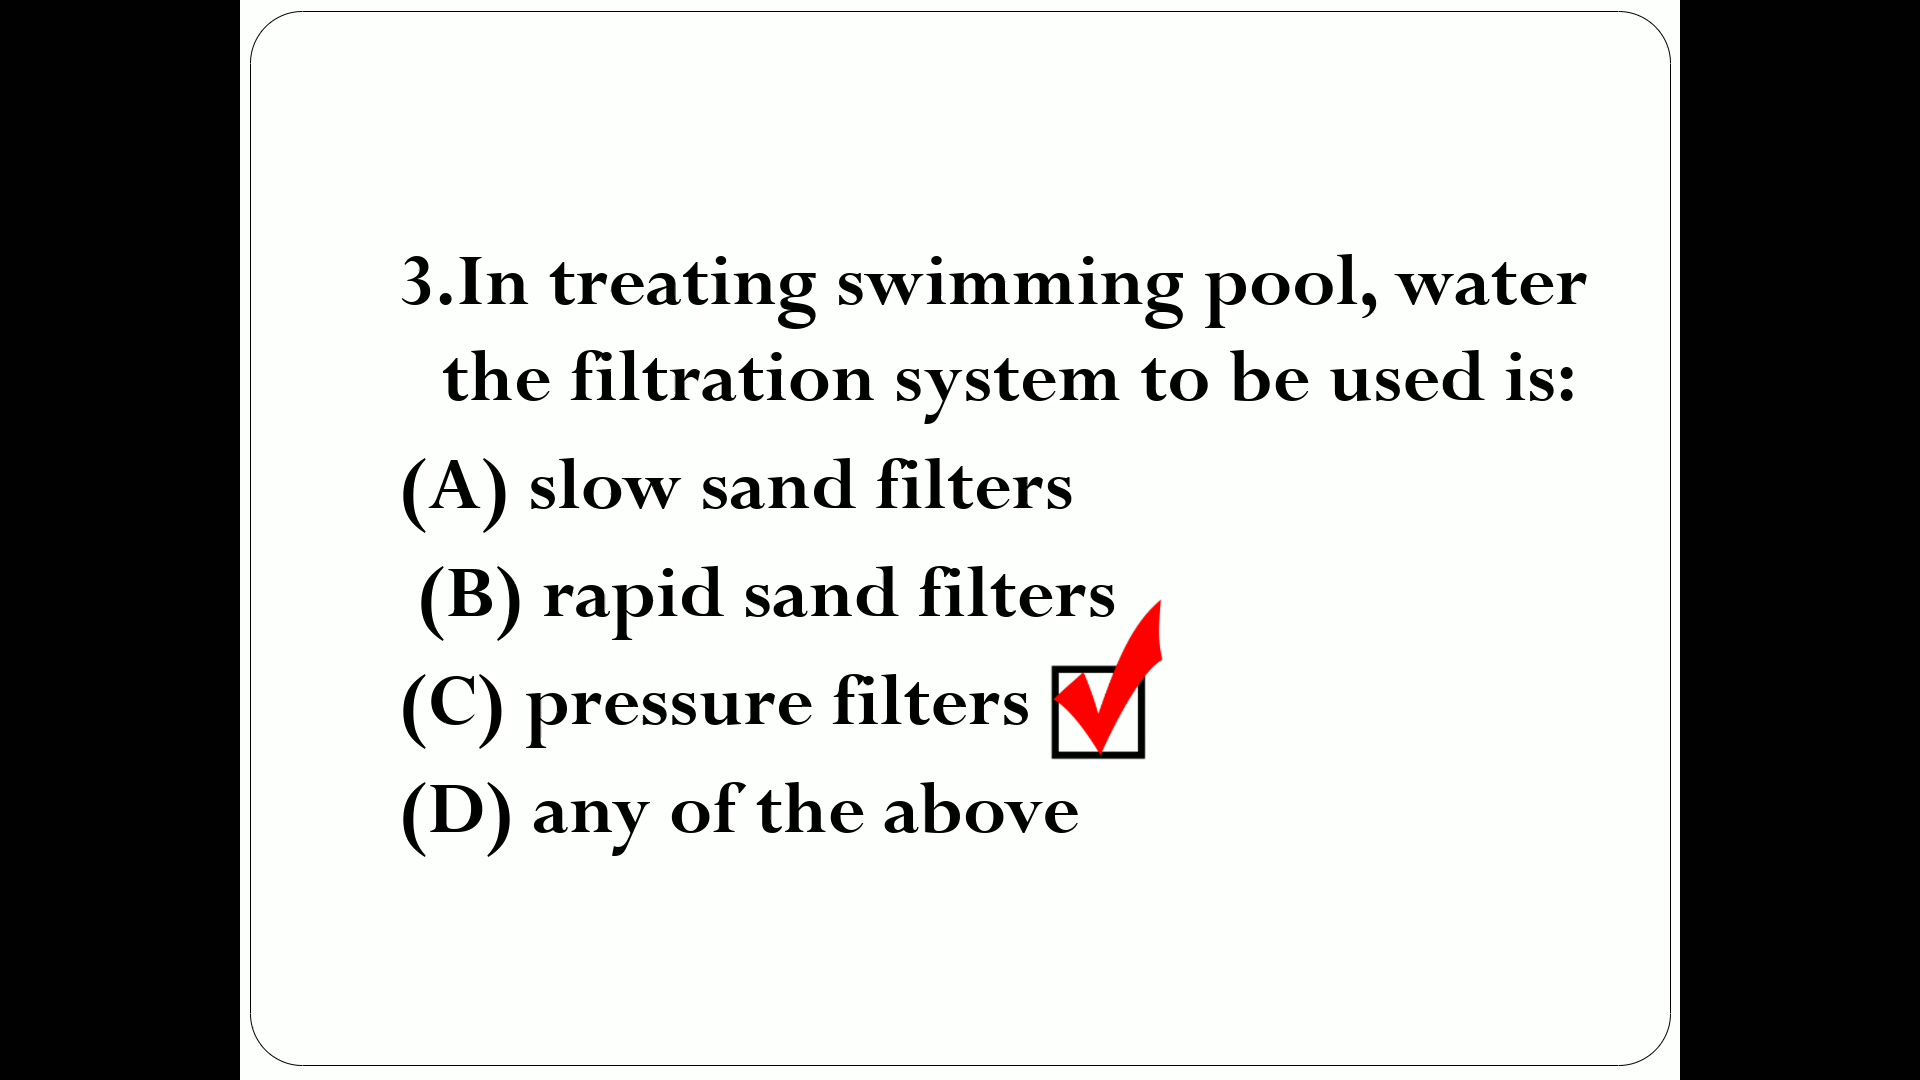 3.In treating swimming pool, water
the filtration system to be used is:
(A) slow sand filters
(B) rapid sand filters
(C) pressure filters
(D) any of the above